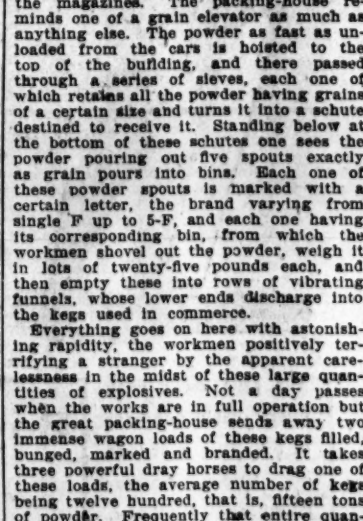 the magazines. The packing-house re-
minds one of a grain elevator as much as
anything else. The powder as fast as un-
loaded from the cars is hoisted to the
top of the building, and there passed
through a series of sieves, each one of
which retains all the powder having grains
of a certain size and turns it into a schute
destined to receive it. Standing below at
the bottom of these schutes one sees the
powder pouring out five spouts exactly
as grain pours into bins. Each one of
these powder spouts is marked with a
certain letter, the brand varying from
single F up to 5-F, and each one having
its corresponding bin, from which the
workmen shovel out the powder, weigh it
in lots of twenty-five pounds each, and
then empty these into rows of vibrating
funnels, whose lower ends discharge into
the kegs used in commerce.
Everything goes on here with astonish-
ing rapidity, the workmen positively ter-
rifying a stranger by the apparent care-
lessness in the midst of these large quan-
tities of explosives. Not a day passes
when the works are in full operation but
the great packing-house sends away two
immense wagon loads of these kegs filled,
bunged, marked and branded. It takes
three powerful dray horses to drag one of
these loads, the average number of kegs
being twelve hundred, that is, fifteen tons
of powder. Frequently that entire quan